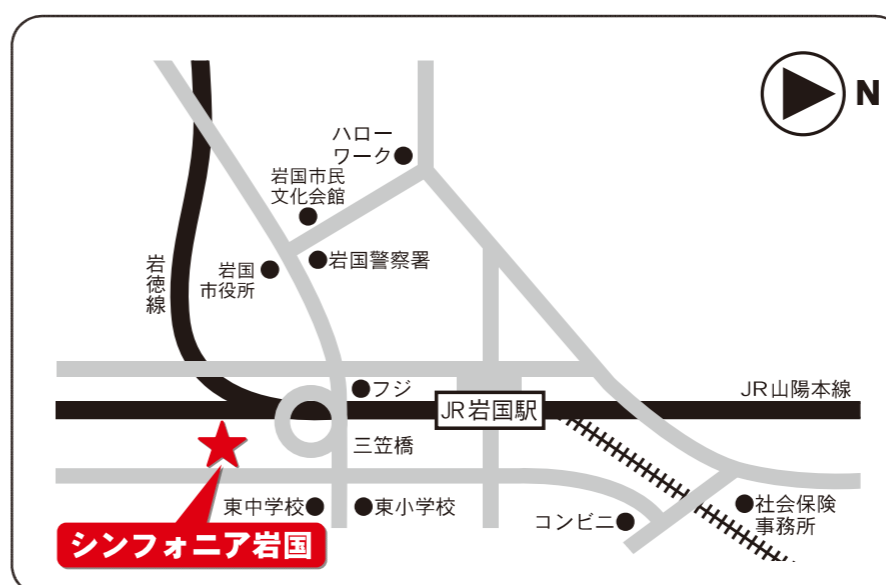 N
ハロー
ワーク
岩国市民
文化会館
岩国警察署
岩国
市役所
岩徳線
フジ
JR山陽本線
JR岩国駅
三笠橋
東中学校
東小学校
コンビニ
社会保険
事務所
シンフォニア岩国